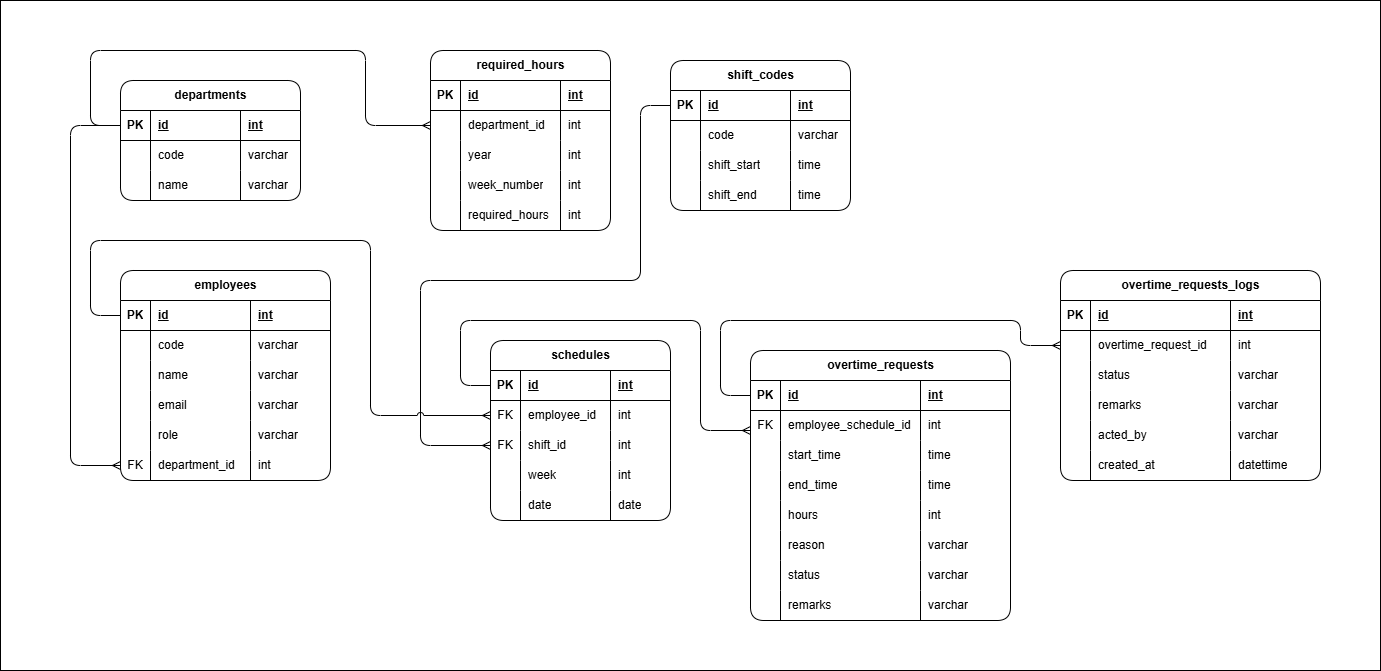 departments
PK id int
code varchar
name varchar
required_hours
PK id int
department_id int
year int
week_number int
required_hours int
shift_codes
PK id int
code varchar
shift_start time
shift_end time
employees
PK id int
code varchar
name varchar
email varchar
role varchar
FK department_id int
schedules
PK id int
FK employee_id int
FK shift_id int
week int
date date
overtime_requests
PK id int
FK employee_schedule_id int
start_time time
end_time time
hours int
reason varchar
status varchar
remarks varchar
overtime_requests_logs
PK id int
overtime_request_id int
status varchar
remarks varchar
acted_by varchar
created_at datettime